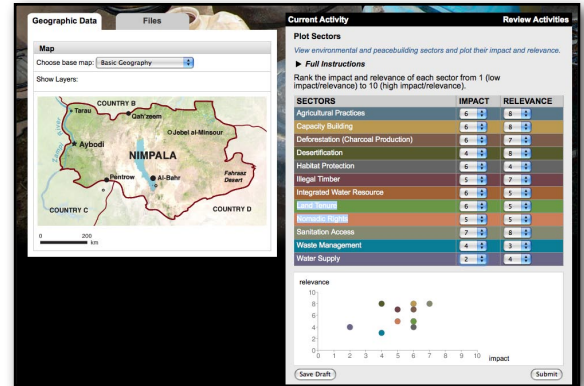 Geographic Data
Files
Map
Choose base map: Basic Geography
Show Layers:
COUNTRY B
Tarau
Qah'zeem
Jobel al-Minsour
Aybodi
NIMPALA
Pentrow
Al-Bahr
Fahraz
Desert
COUNTRY C
COUNTRY D
0 200
km
Current Activity
Review Activities
Plot Sectors
View environmental and peacebuilding sectors and plot their impact and relevance.
▶ Full Instructions
Rank the impact and relevance of each sector from 1 (low
impact/relevance) to 10 (high impact/relevance).
SECTORS IMPACT RELEVANCE
Agricultural Practices 6 8
Capacity Building 6 8
Deforestation (Charcoal Production) 6 7
Desertification 4 8
Habitat Protection 6 4
Illegal Timber 5 7
Integrated Water Resource 6 5
Land Tenure 6 5
Nomadic Rights 5 5
Sanitation Access 7 8
Waste Management 4 3
Water Supply 2 4
relevance
10
8
6
4
2
0
0 1 2 3 4 5 6 7 8 9 10 impact
Save Draft
Submit